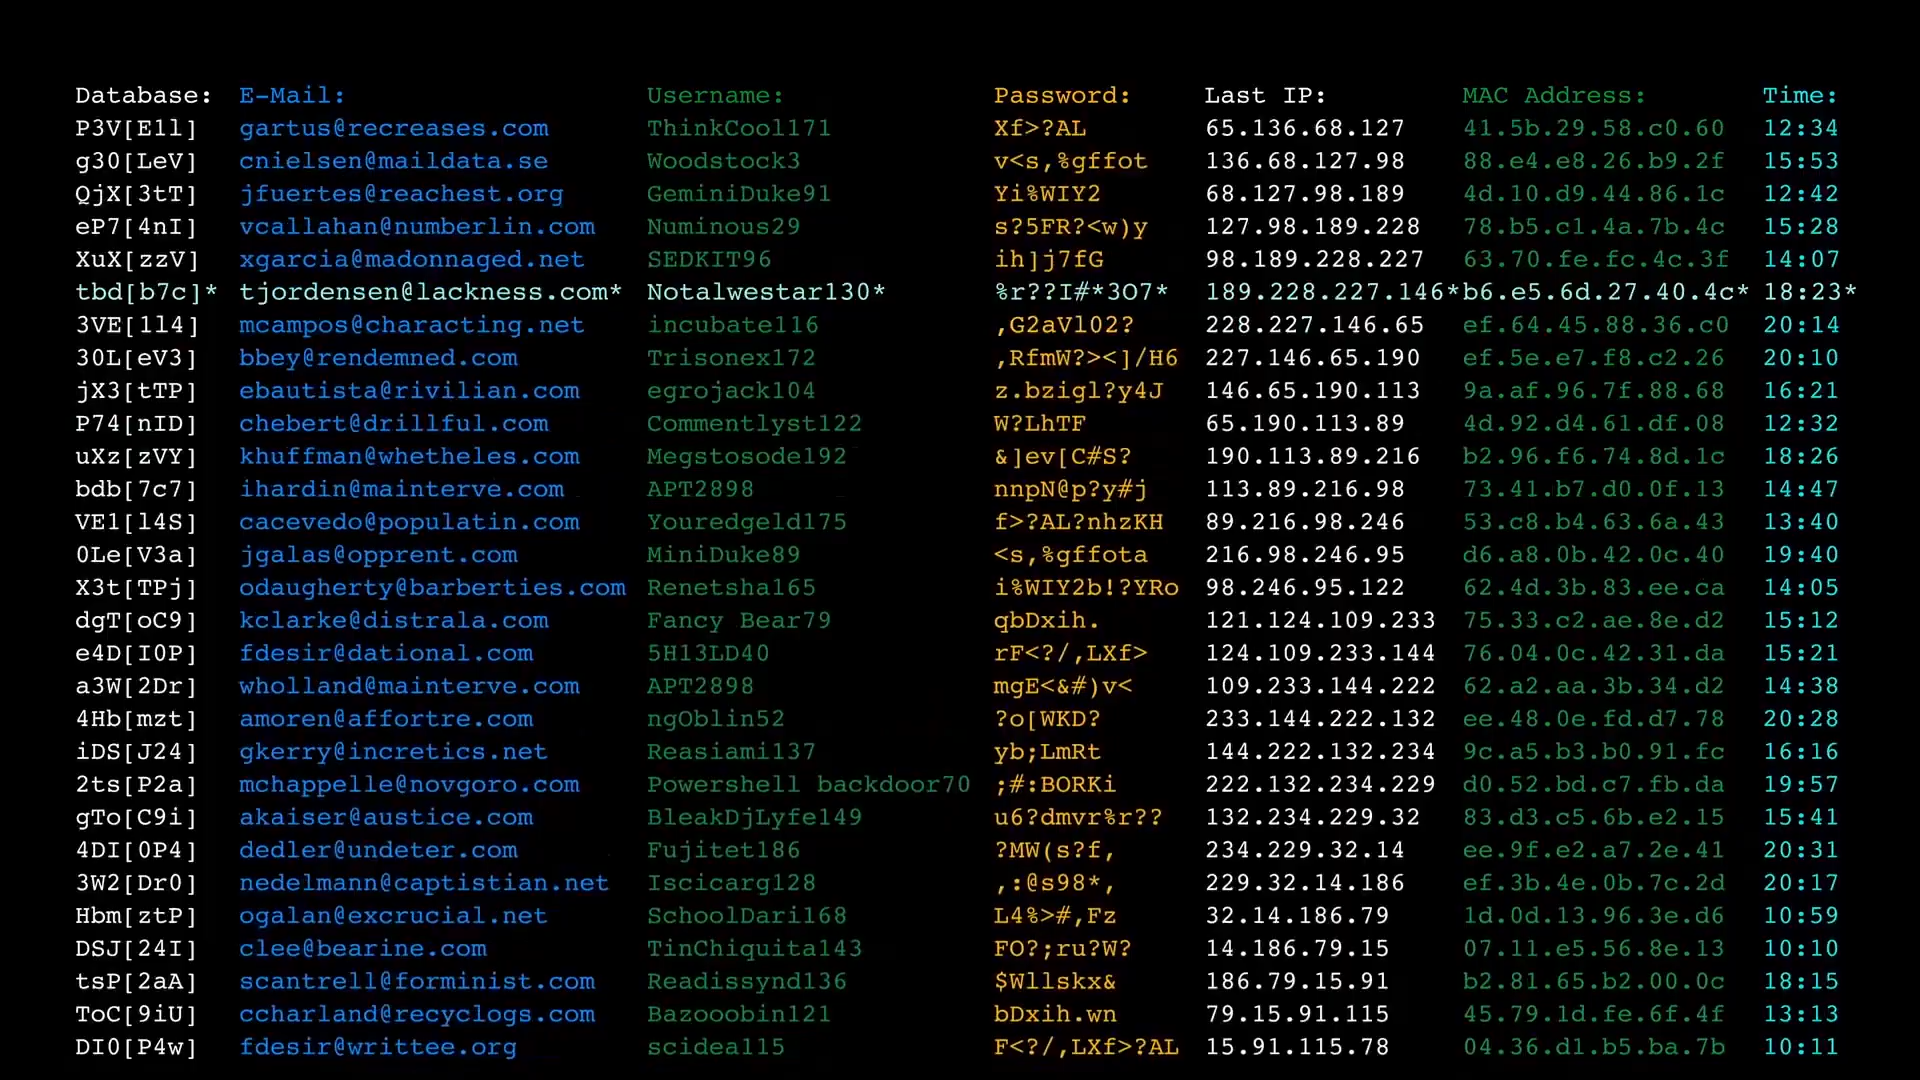 Database: E-Mail: Username: Password: Last IP: MAC Address: Time:
P3V[E1l] gartus@recreases.com ThinkCool171 Xf>?AL 65.136.68.127 41.5b.29.58.c0.60 12:34
g30[LeV] cnielsen@maildata.se Woodstock3 v<s,%gffot 136.68.127.98 88.e4.e8.26.b9.2f 15:53
QjX[3tT] jfuertes@reachest.org GeminiDuke91 Yi%WIY2 68.127.98.189 4d.10.d9.44.86.1c 12:42
eP7[4nI] vcallahan@numberlin.com Numinous29 s?5FR?<w)y 127.98.189.228 78.b5.c1.4a.7b.4c 15:28
XuX[zzV] xgarcia@madonnaged.net SEDKIT96 ih]j7fG 98.189.228.227 63.70.fe.fc.4c.3f 14:07
tbd[b7c]* tjordensen@lackness.com* Notalwestar130* %r??I#*3O7* 189.228.227.146* b6.e5.6d.27.40.4c* 18:23*
3VE[1l4] mcampos@characting.net incubate116 ,G2aVl02? 228.227.146.65 ef.64.45.88.36.c0 20:14
30L[eV3] bbey@rendemned.com Trisonex172 ,RfmW?><]/H6 227.146.65.190 ef.5e.e7.f8.c2.26 20:10
jX3[tTP] ebautista@rivilian.com egrojack104 z.bzigl?y4J 146.65.190.113 9a.af.96.7f.88.68 16:21
P74[nID] chebert@drillful.com Commentlyst122 W?LhTF 65.190.113.89 4d.92.d4.61.df.08 12:32
uXz[zVY] khuffman@whetheles.com Megstosode192 &]ev[C#S? 190.113.89.216 b2.96.f6.74.8d.1c 18:26
bdb[7c7] ihardin@mainterve.com APT2898 nnpN@p?y#j 113.89.216.98 73.41.b7.d0.0f.13 14:47
VE1[l4S] cacevedo@populatin.com Youredgeld175 f>?AL?nhzKH 89.216.98.246 53.c8.b4.63.6a.43 13:40
0Le[V3a] jgalas@opprent.com MiniDuke89 <s,%gffota 216.98.246.95 d6.a8.0b.42.0c.40 19:40
X3t[TPj] odaugherty@barberties.com Renetsha165 i%WIY2b!?YRo 98.246.95.122 62.4d.3b.83.ee.ca 14:05
dgT[oC9] kclarke@distrala.com Fancy Bear79 qbDxih. 121.124.109.233 75.33.c2.ae.8e.d2 15:12
e4D[I0P] fdesir@dational.com 5H13LD40 rF<?/,LXf> 124.109.233.144 76.04.0c.42.31.da 15:21
a3W[2Dr] wholland@mainterve.com APT2898 mgE<&#)v< 109.233.144.222 62.a2.aa.3b.34.d2 14:38
4Hb[mzt] amoren@affortre.com ngOblin52 ?o[WKD? 233.144.222.132 ee.48.0e.fd.d7.78 20:28
iDS[J24] gkerry@incretics.net Reasiami137 yb;LmRt 144.222.132.234 9c.a5.b3.b0.91.fc 16:16
2ts[P2a] mchappelle@novgoro.com Powershell backdoor70 ;#:BORKi 222.132.234.229 d0.52.bd.c7.fb.da 19:57
gTo[C9i] akaiser@austice.com BleakDjLyfe149 u6?dmvr%r?? 132.234.229.32 83.d3.c5.6b.e2.15 15:41
4DI[0P4] dedler@undeter.com Fujitet186 ?MW(s?f, 234.229.32.14 ee.9f.e2.a7.2e.41 20:31
3W2[Dr0] nedelmann@captistian.net Iscicarg128 ,:@s98*, 229.32.14.186 ef.3b.4e.0b.7c.2d 20:17
Hbm[ztP] ogalan@excrucial.net SchoolDari168 L4%>#,Fz 32.14.186.79 1d.0d.13.96.3e.d6 10:59
DSJ[24I] clee@bearine.com TinChiquita143 FO?;ru?W? 14.186.79.15 07.11.e5.56.8e.13 10:10
tsP[2aA] scantrell@forminist.com Readissynd136 $Wllskx& 186.79.15.91 b2.81.65.b2.00.0c 18:15
ToC[9iU] ccharland@recyclogs.com Bazooobin121 bDxih.wn 79.15.91.115 45.79.1d.fe.6f.4f 13:13
DI0[P4w] fdesir@writtee.org scidea115 F<?/,LXf>?AL 15.91.115.78 04.36.d1.b5.ba.7b 10:11